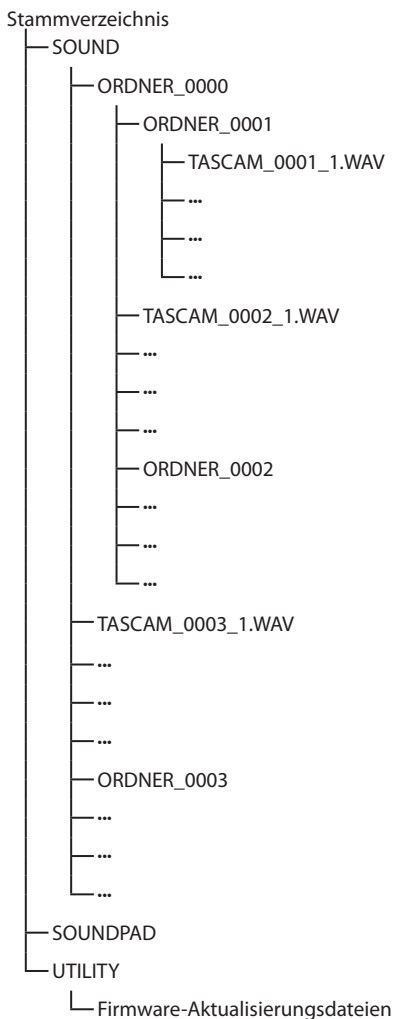 Stammverzeichnis
SOUND
ORDNER_0000
ORDNER_0001
TASCAM_0001_1.WAV
...
...
...
TASCAM_0002_1.WAV
...
...
...
ORDNER_0002
...
...
...
TASCAM_0003_1.WAV
...
...
...
ORDNER_0003
...
...
...
SOUNDPAD
UTILITY
Firmware-Aktualisierungsdateien